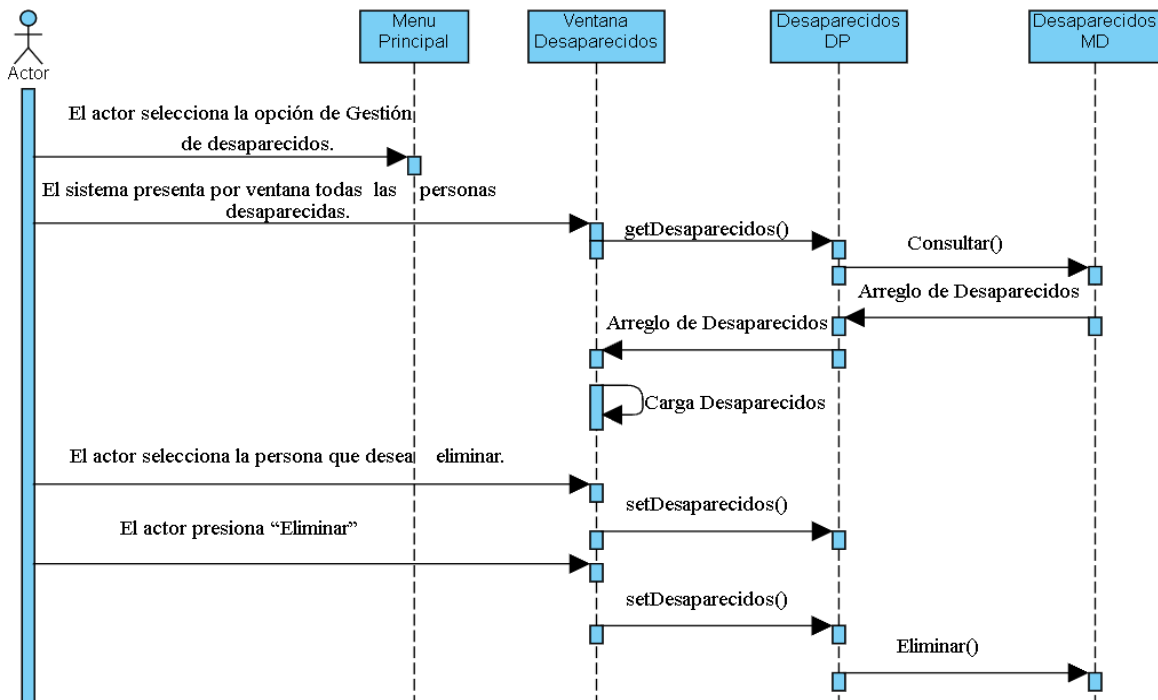 Menu
Principal
Ventana
Desaparecidos
Desaparecidos
DP
Desaparecidos
MD
Actor
El actor selecciona la opción de Gestión
de desaparecidos.
El sistema presenta por ventana todas las personas
desaparecidas.
getDesaparecidos()
Consultar()
Arreglo de Desaparecidos
Arreglo de Desaparecidos
Carga Desaparecidos
El actor selecciona la persona que desea eliminar.
setDesaparecidos()
El actor presiona “Eliminar”
setDesaparecidos()
Eliminar()